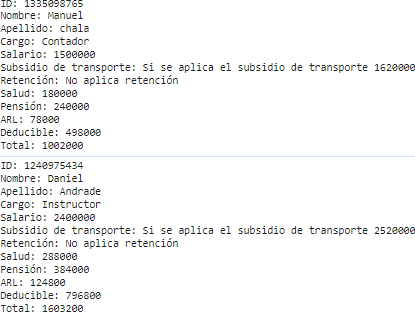 ID: 1335098765
Nombre: Manuel
Apellido: chala
Cargo: Contador
Salario: 1500000
Subsidio de transporte: Si se aplica el subsidio de transporte 1620000
Retención: No aplica retención
Salud: 180000
Pensión: 240000
ARL: 78000
Deducible: 498000
Total: 1002000
ID: 1240975434
Nombre: Daniel
Apellido: Andrade
Cargo: Instructor
Salario: 2400000
Subsidio de transporte: Si se aplica el subsidio de transporte 2520000
Retención: No aplica retención
Salud: 288000
Pensión: 384000
ARL: 124800
Deducible: 796800
Total: 1603200